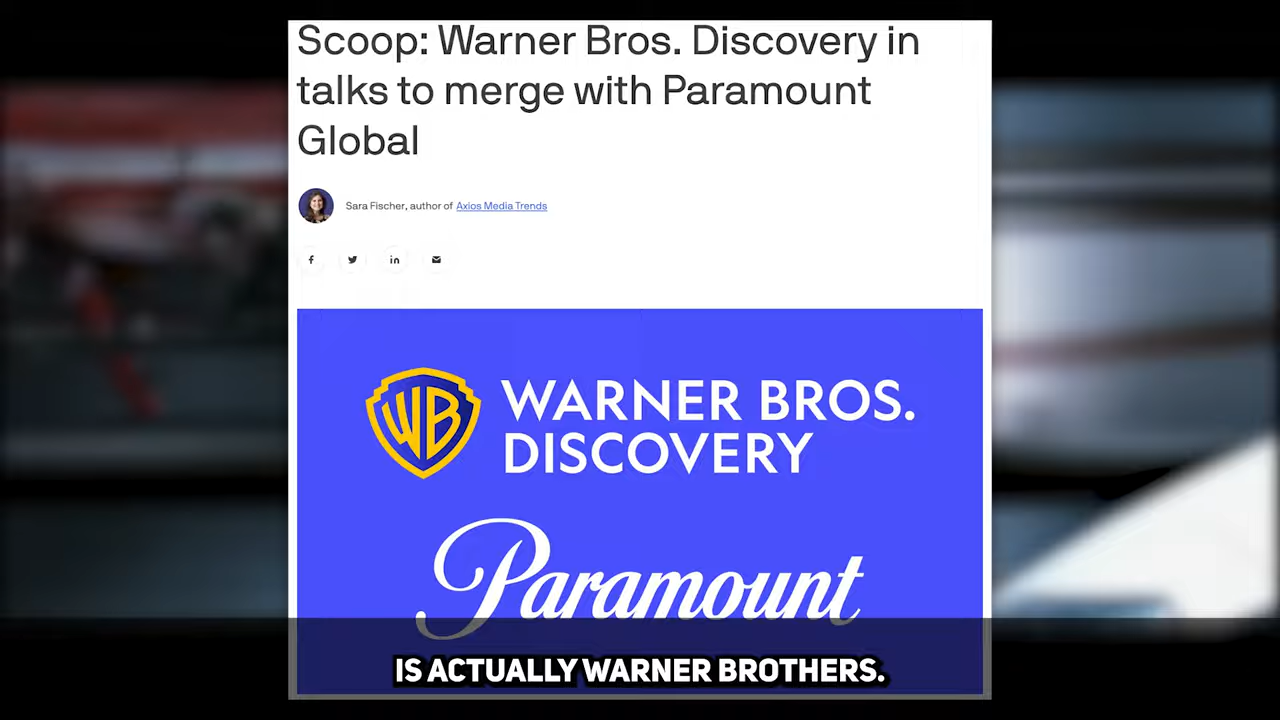 Scoop: Warner Bros. Discovery in
talks to merge with Paramount
Global
Sara Fischer, author of Axios Media Trends
WB WARNER BROS.
DISCOVERY
Paramount
IS ACTUALLY WARNER BROTHERS.